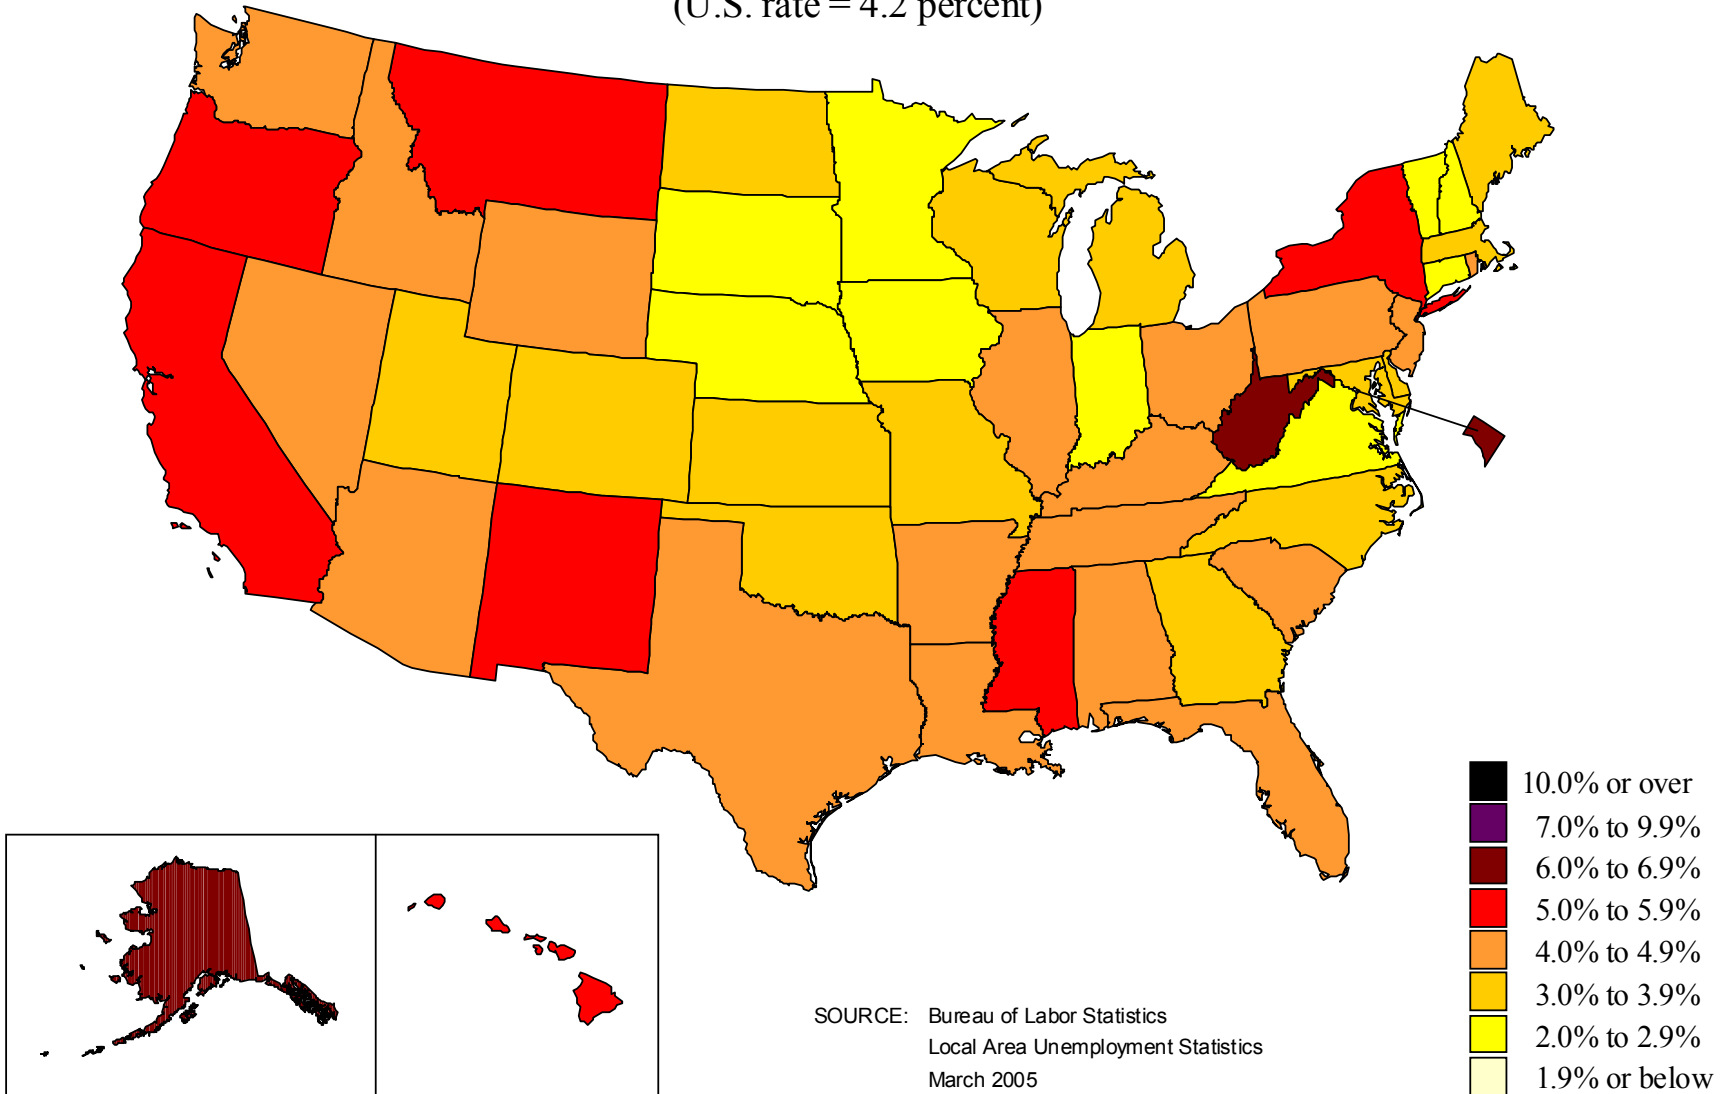 (U.S. rate = 4.2 percent)
10.0% or over
7.0% to 9.9%
6.0% to 6.9%
5.0% to 5.9%
4.0% to 4.9%
3.0% to 3.9%
2.0% to 2.9%
1.9% or below
SOURCE: Bureau of Labor Statistics
Local Area Unemployment Statistics
March 2005